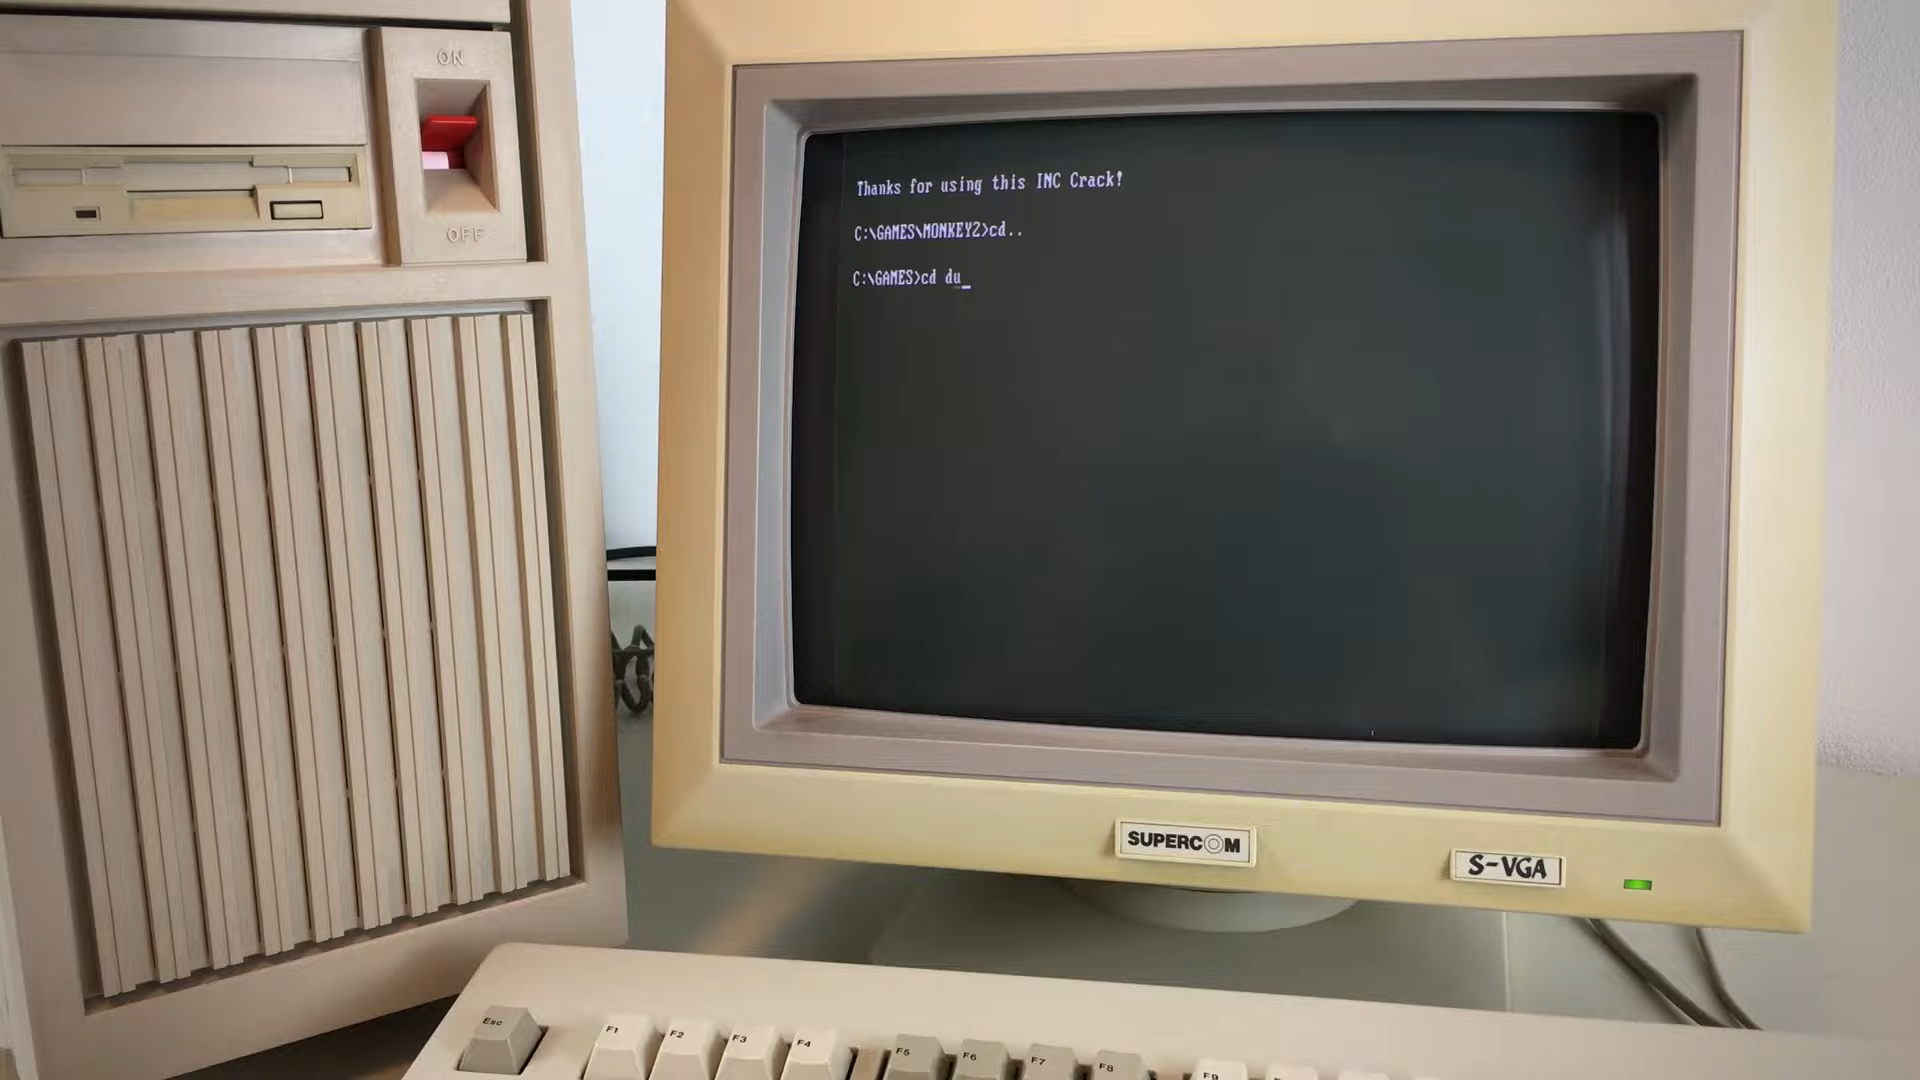 ON
OFF
Thanks for using this INC Crack!
C:\GAMES\MONKEY2>cd..
C:\GAMES>cd du_
SUPERCOM
S-VGA
Esc
F1
F2
F3
F4
F5
F6
F7
F8
F9